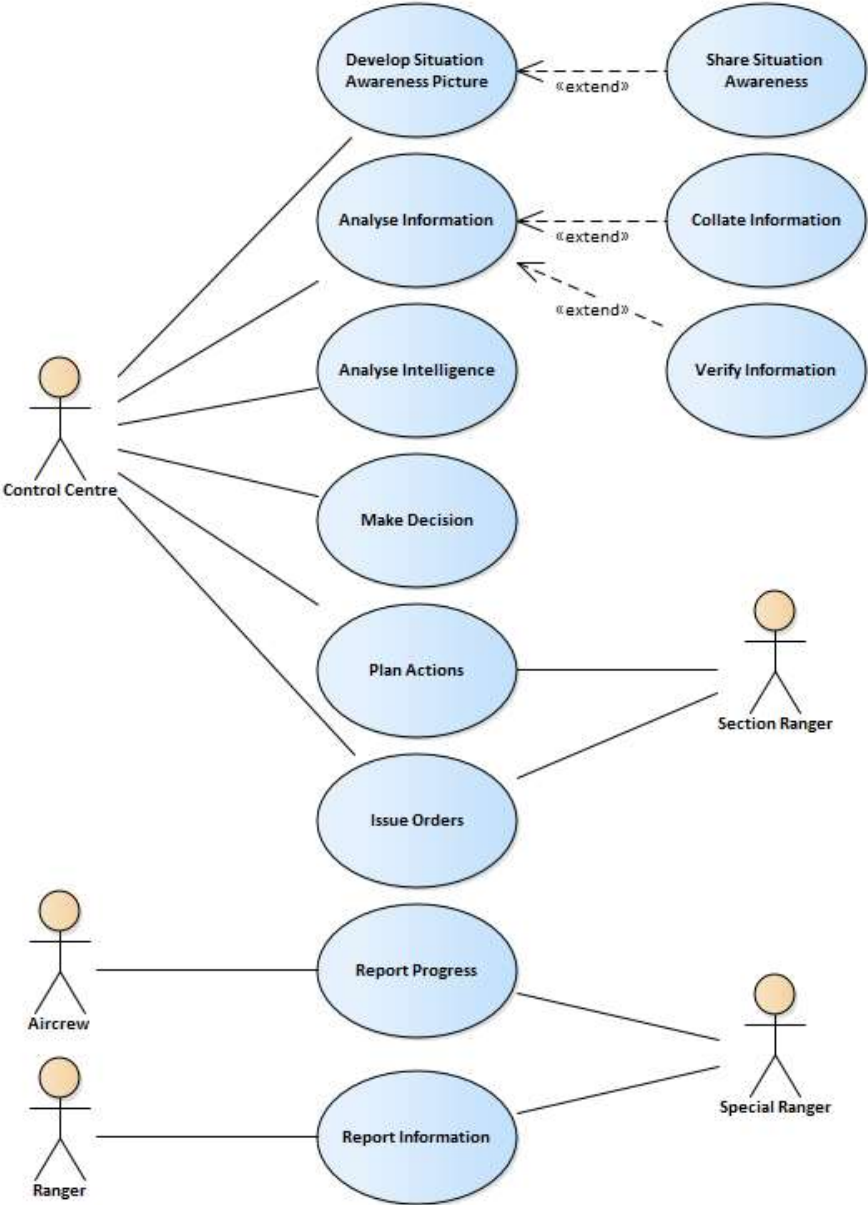 Develop Situation
Awareness Picture
«extend»
Share Situation
Awareness
Analyse Information
«extend»
Collate Information
«extend»
Analyse Intelligence
Verify Information
Control Centre
Make Decision
Plan Actions
Section Ranger
Issue Orders
Report Progress
Aircrew
Special Ranger
Report Information
Ranger